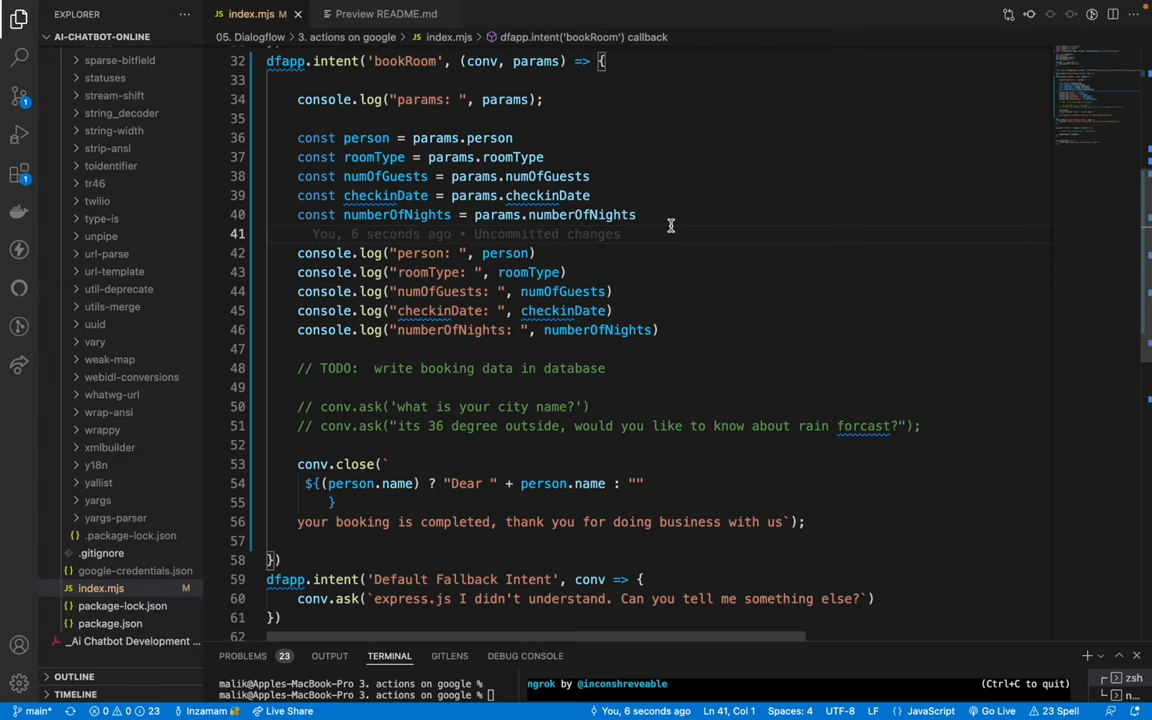 EXPLORER
···
JS index.mjs M ×
Preview README.md
AI-CHATBOT-ONLINE
05. Dialogflow > 3. actions on google > JS index.mjs > dfapp.intent('bookRoom') callback
> sparse-bitfield
> statuses
> stream-shift
> string_decoder
> string-width
> strip-ansi
> toidentifier
> tr46
> twilio
> type-is
> unpipe
> url-parse
> url-template
> url-deprecate
> utils-merge
> uuid
> vary
> weak-map
> webidl-conversions
> whatwg-url
> wrap-ansi
> wrappy
> xmlbuilder
> y18n
> yallist
> yargs
> yargs-parser
{} .package-lock.json
.gitignore
{} google-credentials.json
JS index.mjs M
{} package-lock.json
{} package.json
_Ai Chatbot Development ...
> OUTLINE
> TIMELINE
1
1
32 dfapp.intent('bookRoom', (conv, params) => {
33
34 console.log("params: ", params);
35
36 const person = params.person
37 const roomType = params.roomType
38 const numOfGuests = params.numOfGuests
39 const checkinDate = params.checkinDate
40 const numberOfNights = params.numberOfNights
41 You, 6 seconds ago • Uncommitted changes
42 console.log("person: ", person)
43 console.log("roomType: ", roomType)
44 console.log("numOfGuests: ", numOfGuests)
45 console.log("checkinDate: ", checkinDate)
46 console.log("numberOfNights: ", numberOfNights)
47
48 // TODO:  write booking data in database
49
50 // conv.ask('what is your city name?')
51 // conv.ask("its 36 degree outside, would you like to know about rain forcast?");
52
53 conv.close(`
54 ${(person.name) ? "Dear " + person.name : ""
55 }
56 your booking is completed, thank you for doing business with us`);
57
58 })
59 dfapp.intent('Default Fallback Intent', conv => {
60 conv.ask(`express.js I didn't understand. Can you tell me something else?`)
61 })
62
PROBLEMS 23 OUTPUT TERMINAL GITLENS DEBUG CONSOLE
malik@Apples-MacBook-Pro 3. actions on google %
malik@Apples-MacBook-Pro 3. actions on google %
ngrok by @inconshreveable (Ctrl+C to quit)
zsh
n...
main* 0 0 23 Inzamam Live Share You, 6 seconds ago Ln 41, Col 1 Spaces: 4 UTF-8 LF JavaScript Go Live 23 Spell